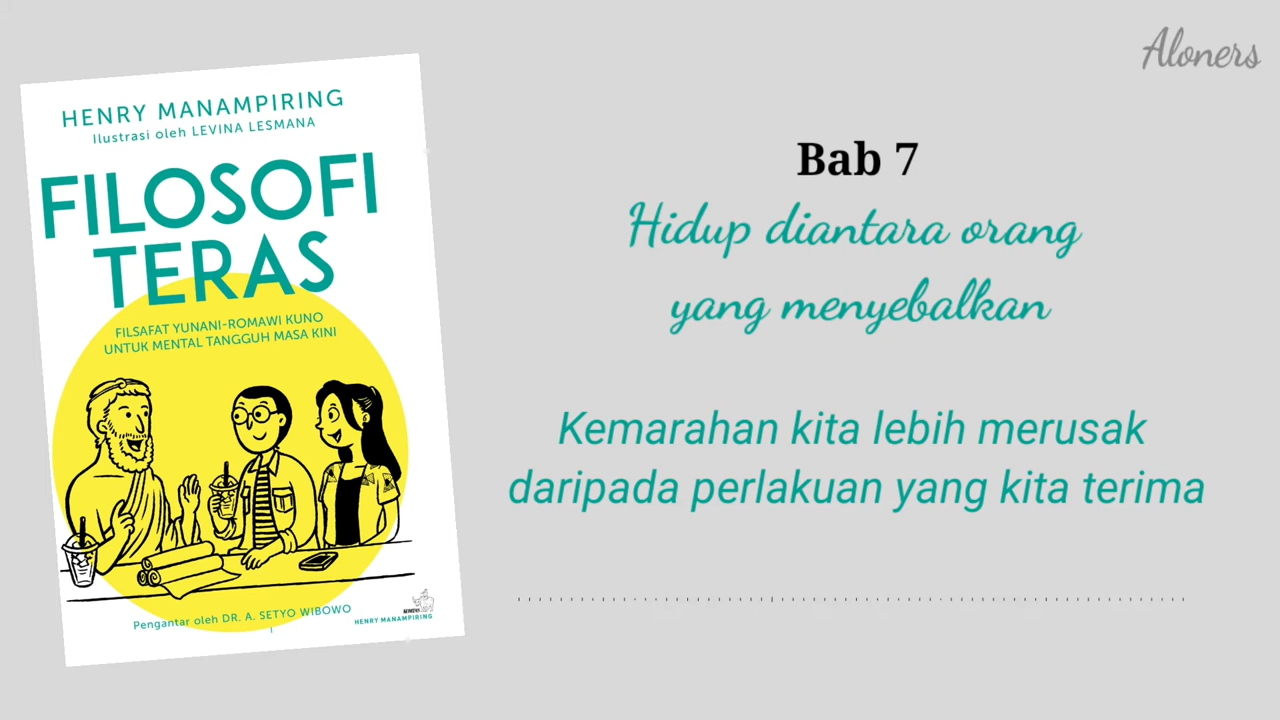 HENRY MANAMPIRING
Ilustrasi oleh LEVINA LESMANA
FILOSOFI
TERAS
FILSAFAT YUNANI-ROMAWI KUNO
UNTUK MENTAL TANGGUH MASA KINI
Pengantar oleh DR. A. SETYO WIBOWO
HENRY MANAMPIRING
Aloners
Bab 7
Hidup diantara orang
yang menyebalkan
Kemarahan kita lebih merusak
daripada perlakuan yang kita terima